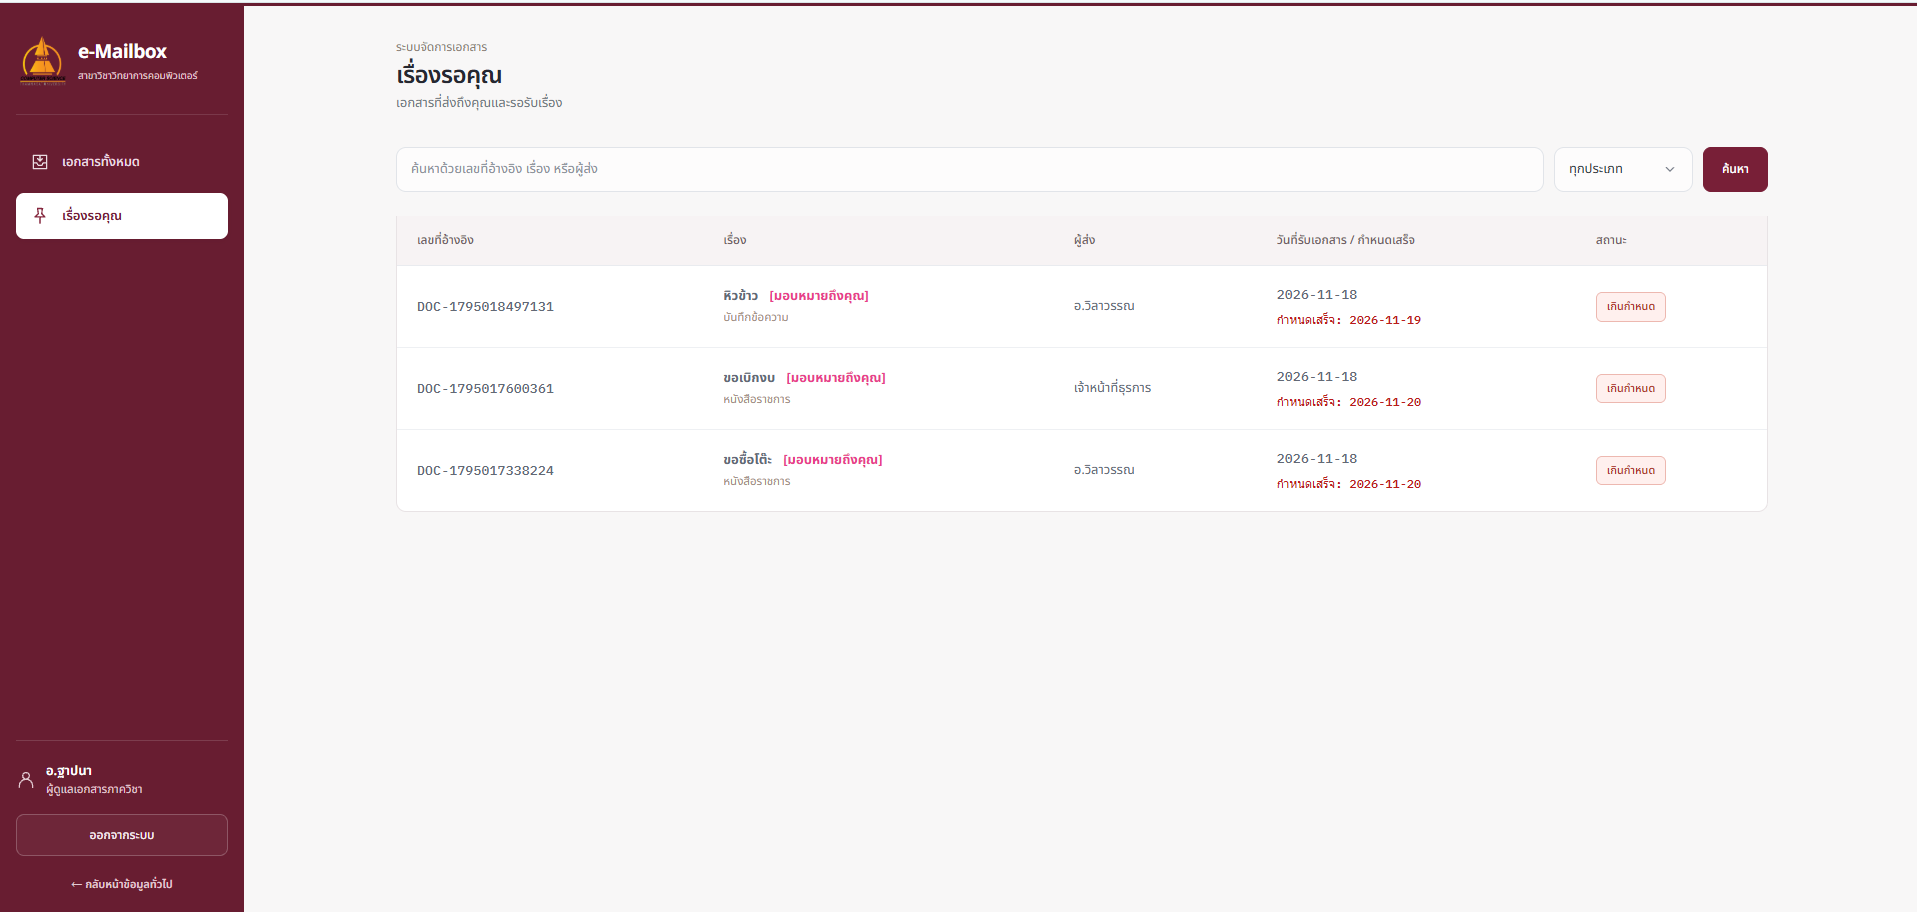 e-Mailbox
สาขาวิชาวิทยาการคอมพิวเตอร์
เอกสารทั้งหมด
เรื่องรอคุณ
อ.ฐาปนา
ผู้ดูแลเอกสารภาควิชา
ออกจากระบบ
← กลับหน้าข้อมูลทั่วไป
ระบบจัดการเอกสาร
เรื่องรอคุณ
เอกสารที่ส่งถึงคุณและรอรับเรื่อง
ค้นหาด้วยเลขที่อ้างอิง เรื่อง หรือผู้ส่ง
ทุกประเภท
ค้นหา
เลขที่อ้างอิง เรื่อง ผู้ส่ง วันที่รับเอกสาร / กำหนดเสร็จ สถานะ
DOC-1795018497131
หิวข้าว [มอบหมายถึงคุณ]
บันทึกข้อความ
อ.วิลาวรรณ
2026-11-18
กำหนดเสร็จ: 2026-11-19
เกินกำหนด
DOC-1795017600361
ขอเบิกงบ [มอบหมายถึงคุณ]
หนังสือราชการ
เจ้าหน้าที่ธุรการ
2026-11-18
กำหนดเสร็จ: 2026-11-20
เกินกำหนด
DOC-1795017338224
ขอซื้อโต๊ะ [มอบหมายถึงคุณ]
หนังสือราชการ
อ.วิลาวรรณ
2026-11-18
กำหนดเสร็จ: 2026-11-20
เกินกำหนด